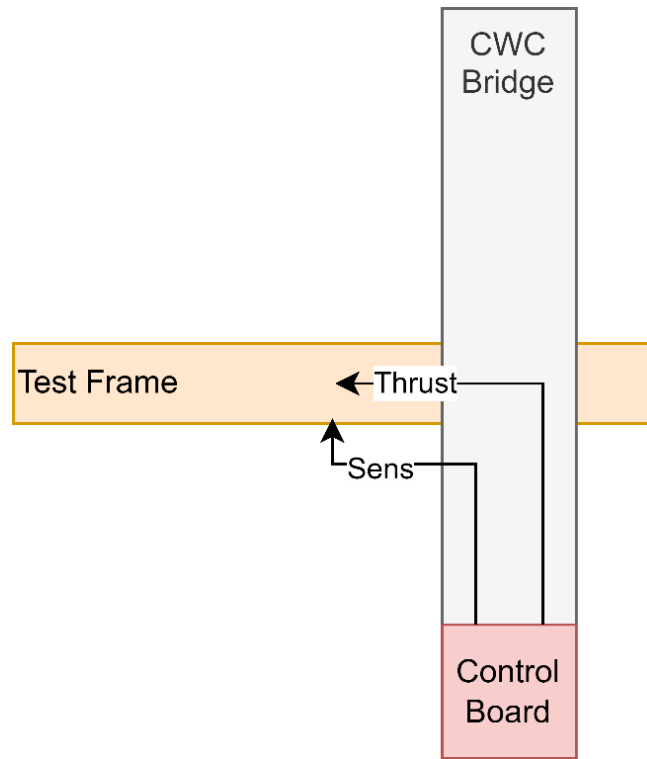 CWC
Bridge
Test Frame
Thrust
Sens
Control
Board